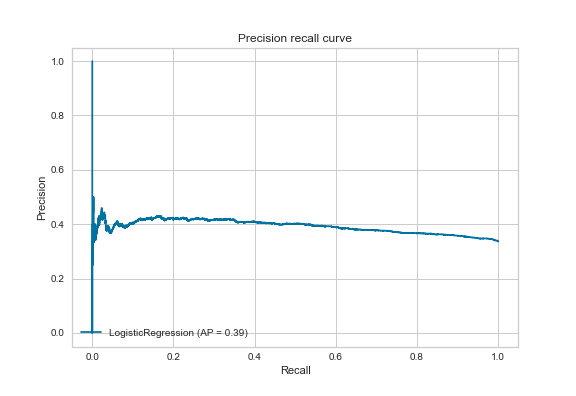 Precision recall curve
1.0
0.8
0.6
0.4
0.2
0.0
Precision
LogisticRegression (AP = 0.39)
0.0 0.2 0.4 0.6 0.8 1.0
Recall